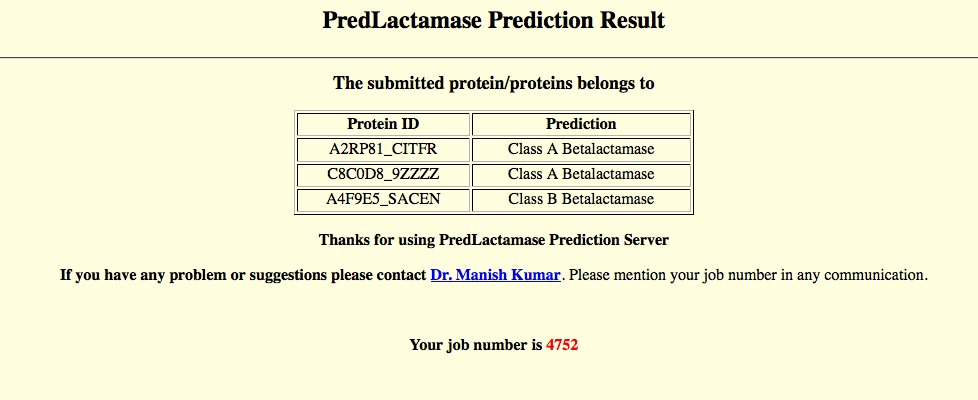 PredLactamase Prediction Result
The submitted protein/proteins belongs to
Protein ID Prediction
A2RP81_CITFR Class A Betalactamase
C8C0D8_9ZZZZ Class A Betalactamase
A4F9E5_SACEN Class B Betalactamase
Thanks for using PredLactamase Prediction Server
If you have any problem or suggestions please contact Dr. Manish Kumar. Please mention your job number in any communication.
Your job number is 4752